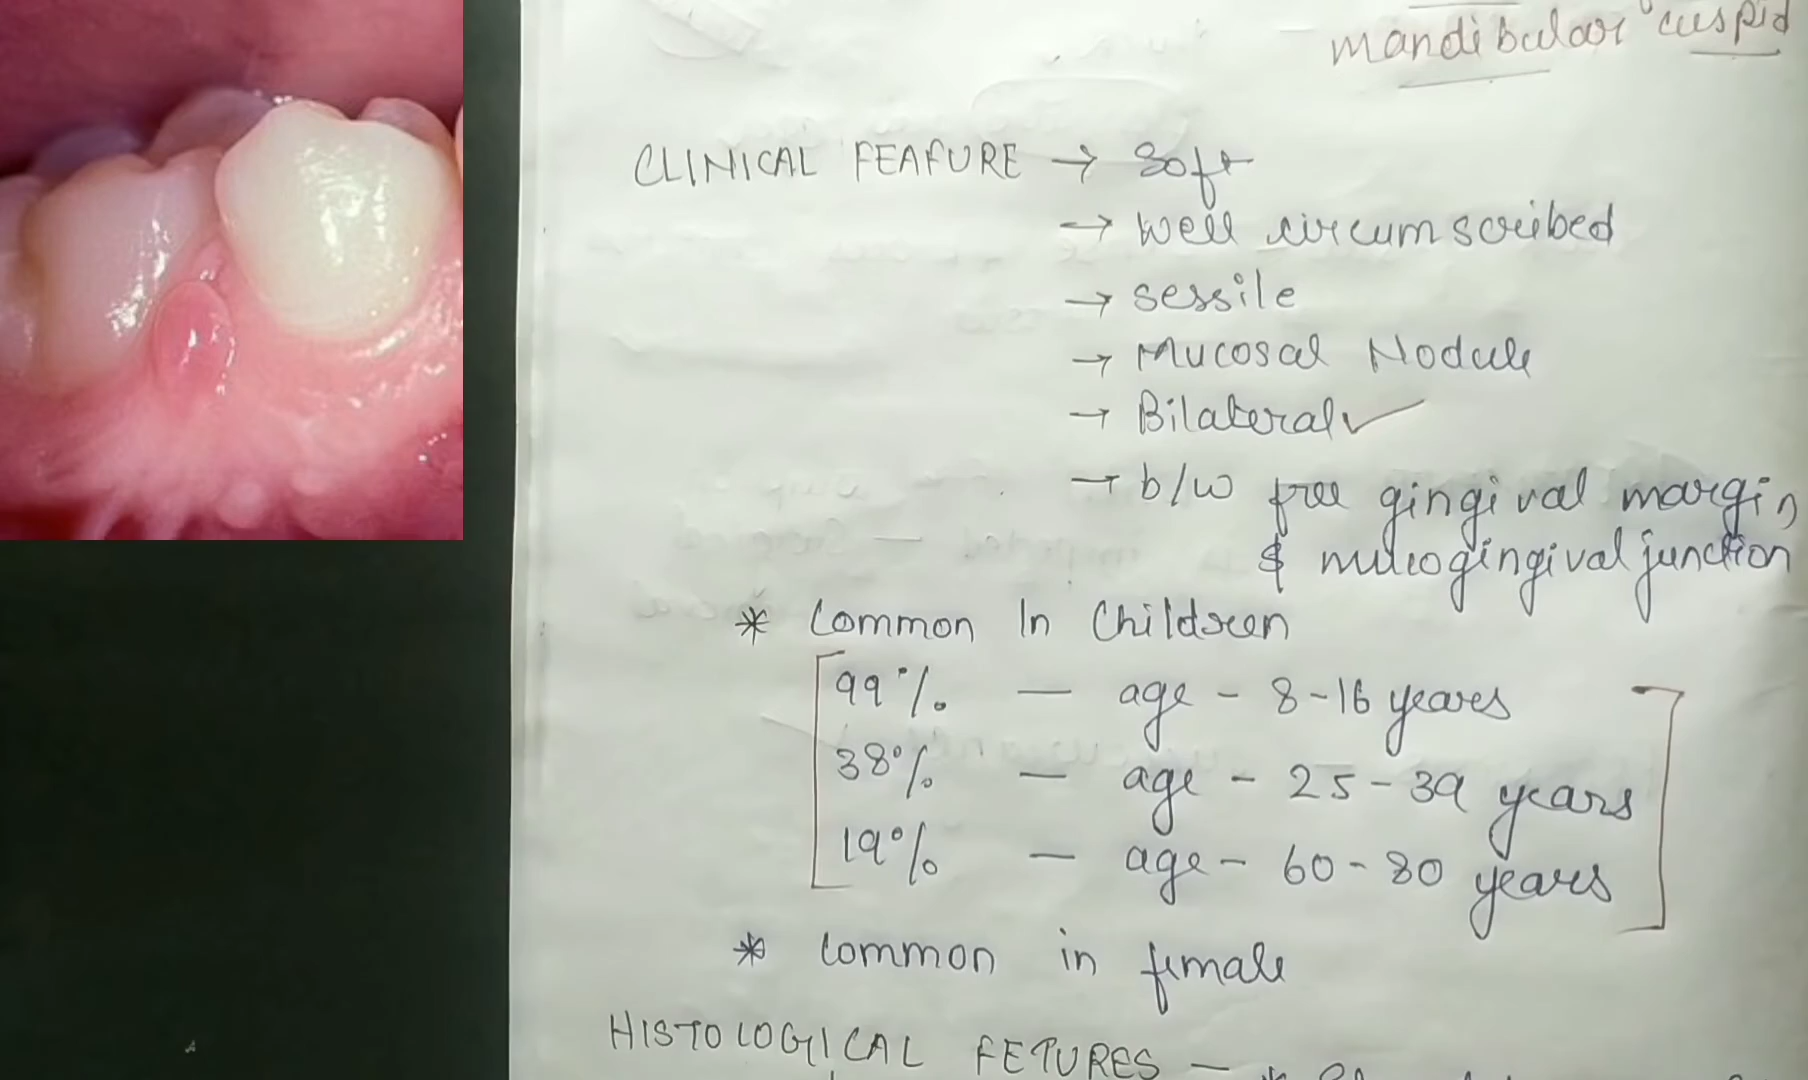 mandibular cuspid
CLINICAL FEAFURE → Soft
→ well circumscribed
→ sessile
→ Mucosal Nodule
→ Bilateral ✓
→ b/w free gingival margin
& mucogingival junction
* Common In Children
99% — age - 8-16 years
38% — age - 25-39 years
19% — age - 60-80 years
* Common in female
HISTOLOGICAL FETURES — *